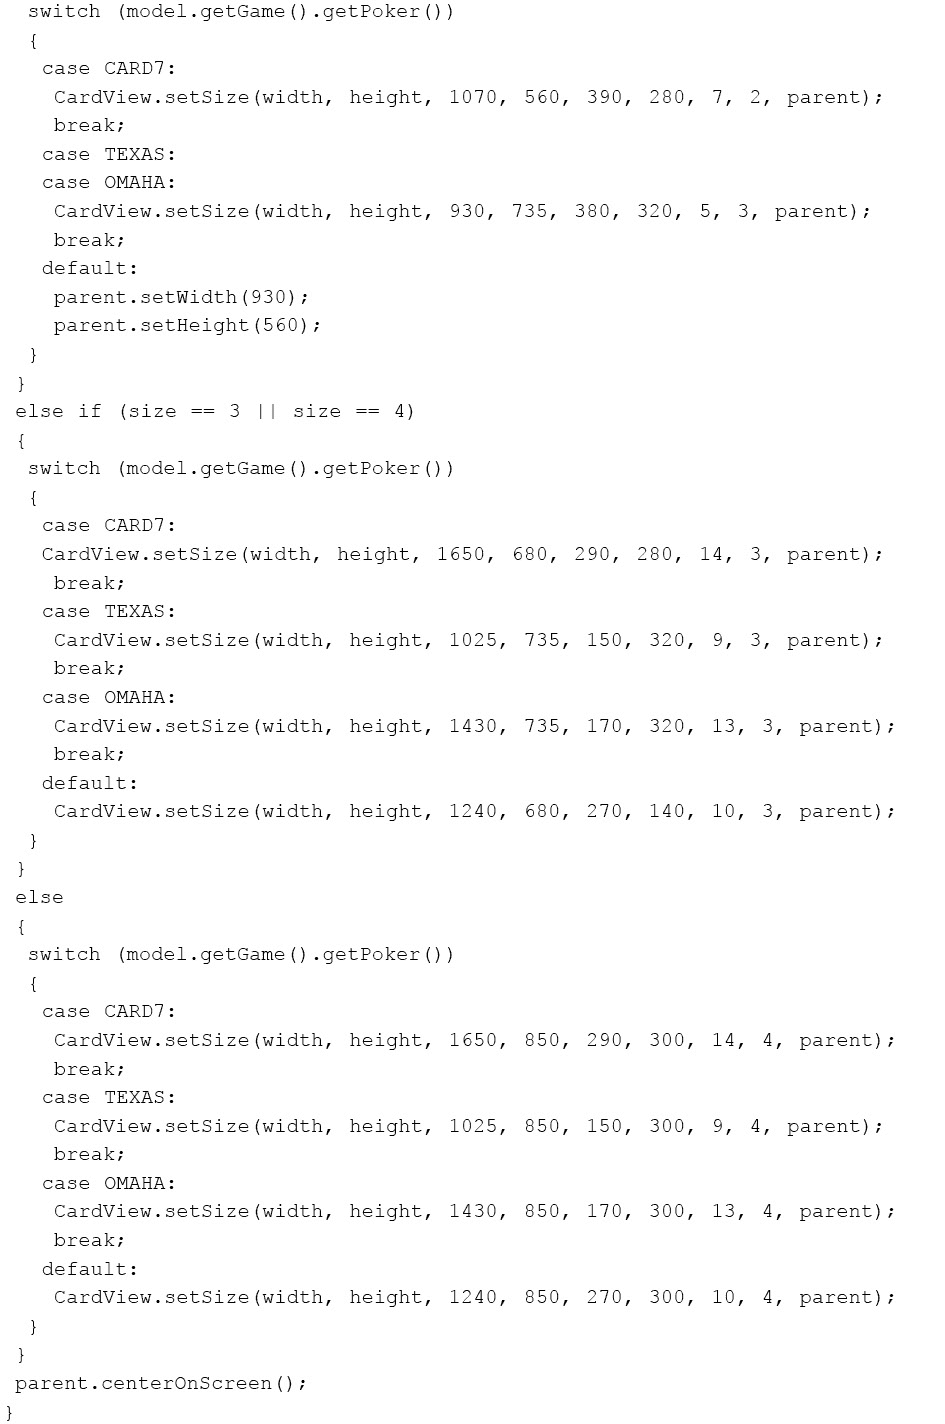 switch (model.getGame().getPoker())
{
case CARD7:
CardView.setSize(width, height, 1070, 560, 390, 280, 7, 2, parent);
break;
case TEXAS:
case OMAHA:
CardView.setSize(width, height, 930, 735, 380, 320, 5, 3, parent);
break;
default:
parent.setWidth(930);
parent.setHeight(560);
}
}
else if (size == 3 || size == 4)
{
switch (model.getGame().getPoker())
{
case CARD7:
CardView.setSize(width, height, 1650, 680, 290, 280, 14, 3, parent);
break;
case TEXAS:
CardView.setSize(width, height, 1025, 735, 150, 320, 9, 3, parent);
break;
case OMAHA:
CardView.setSize(width, height, 1430, 735, 170, 320, 13, 3, parent);
break;
default:
CardView.setSize(width, height, 1240, 680, 270, 140, 10, 3, parent);
}
}
else
{
switch (model.getGame().getPoker())
{
case CARD7:
CardView.setSize(width, height, 1650, 850, 290, 300, 14, 4, parent);
break;
case TEXAS:
CardView.setSize(width, height, 1025, 850, 150, 300, 9, 4, parent);
break;
case OMAHA:
CardView.setSize(width, height, 1430, 850, 170, 300, 13, 4, parent);
break;
default:
CardView.setSize(width, height, 1240, 850, 270, 300, 10, 4, parent);
}
}
parent.centerOnScreen();
}